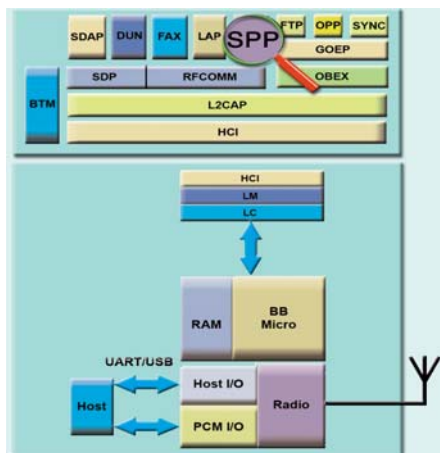 SDAP DUN FAX LAP SPP FTP OPP SYNC
GOEP
BTM SDP RFCOMM OBEX
L2CAP
HCI
HCI
LM
LC
RAM BB
Micro
UART/USB
Host Host I/O Radio
PCM I/O